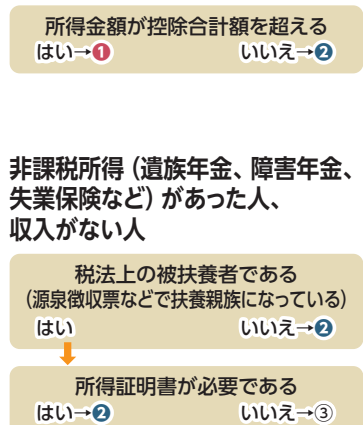 所得金額が控除合計額を超える
はい→❶ いいえ→❷
非課税所得（遺族年金、障害年金、
失業保険など）があった人、
収入がない人
税法上の被扶養者である
（源泉徴収票などで扶養親族になっている）
はい いいえ→❷
所得証明書が必要である
はい→❷ いいえ→③